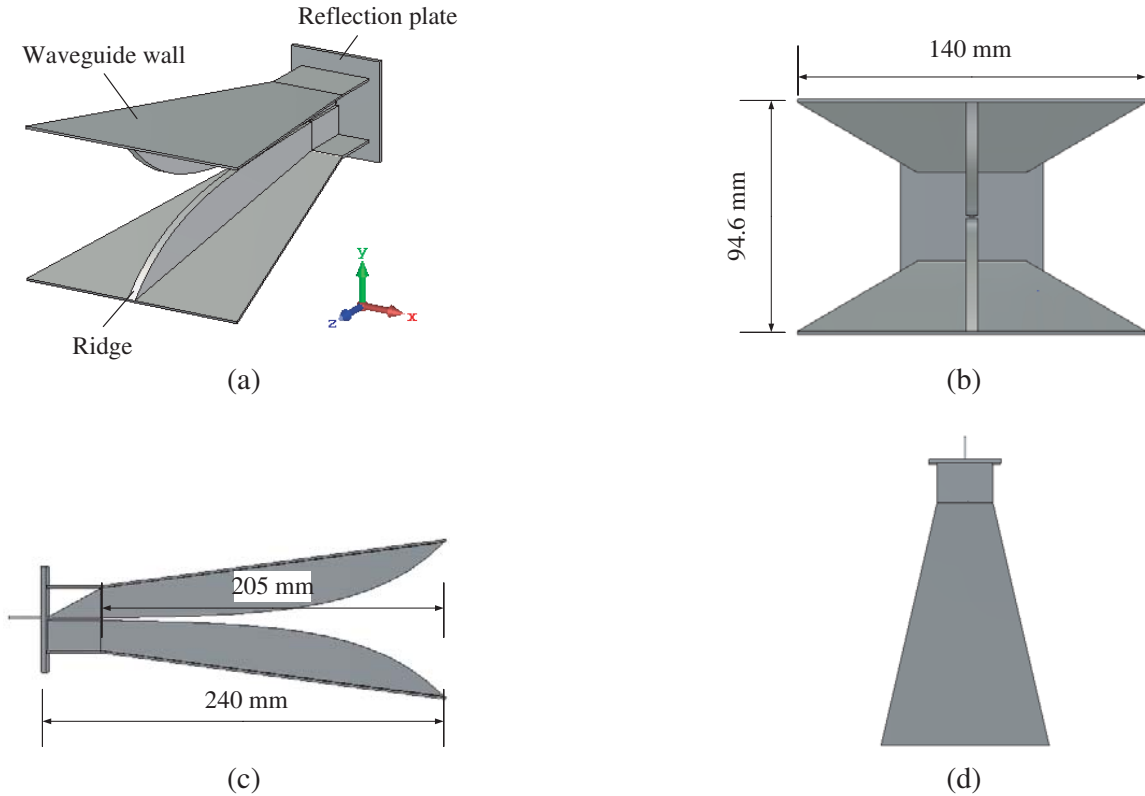 Reflection plate
Waveguide wall
y
x
z
Ridge
(a)
140 mm
94.6 mm
(b)
205 mm
240 mm
(c)
(d)